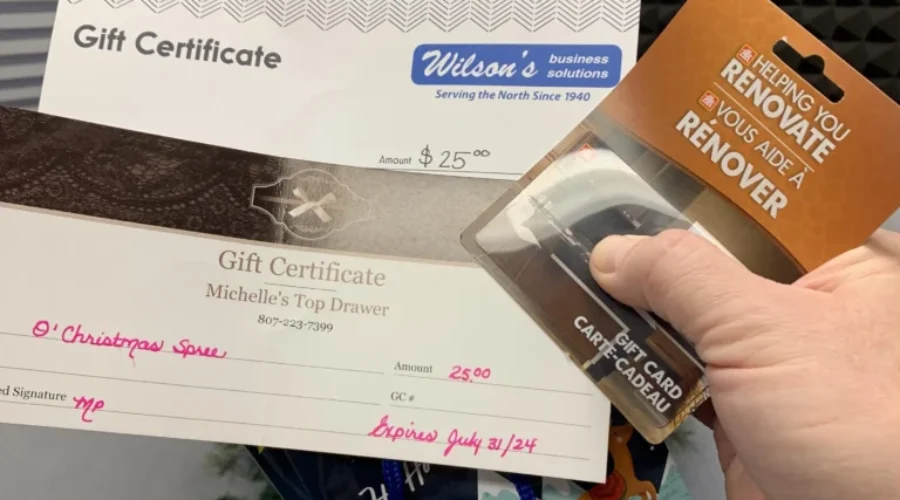 Gift Certificate
Wilson's business solutions
Serving the North Since 1940
Amount $25.00
Gift Certificate
Michelle's Top Drawer
807-223-7399
O' Christmas Spree
Amount 25.00
ed Signature MP
GC #
Expires July 31/24
HELPING YOU
RENOVATE
VOUS AIDE À
RÉNOVER
GIFT CARD
CARTE-CADEAU